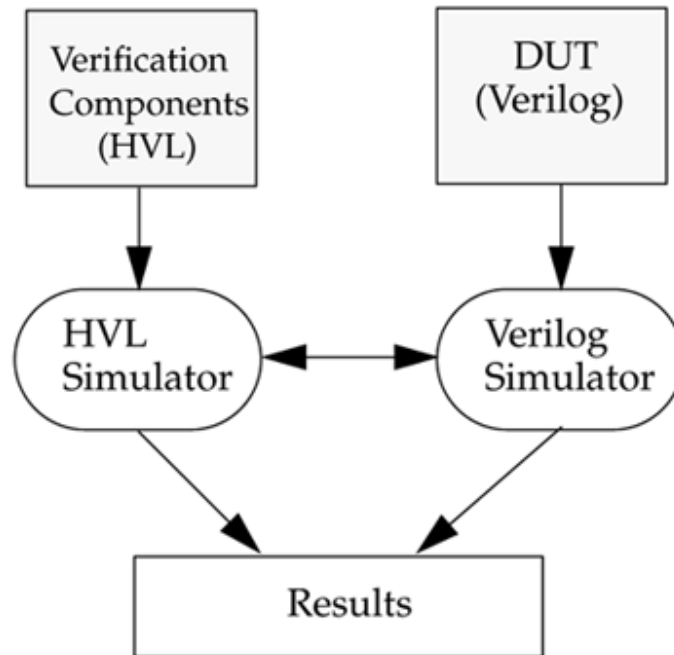 Verification
Components
(HVL)
DUT
(Verilog)
HVL
Simulator
Verilog
Simulator
Results